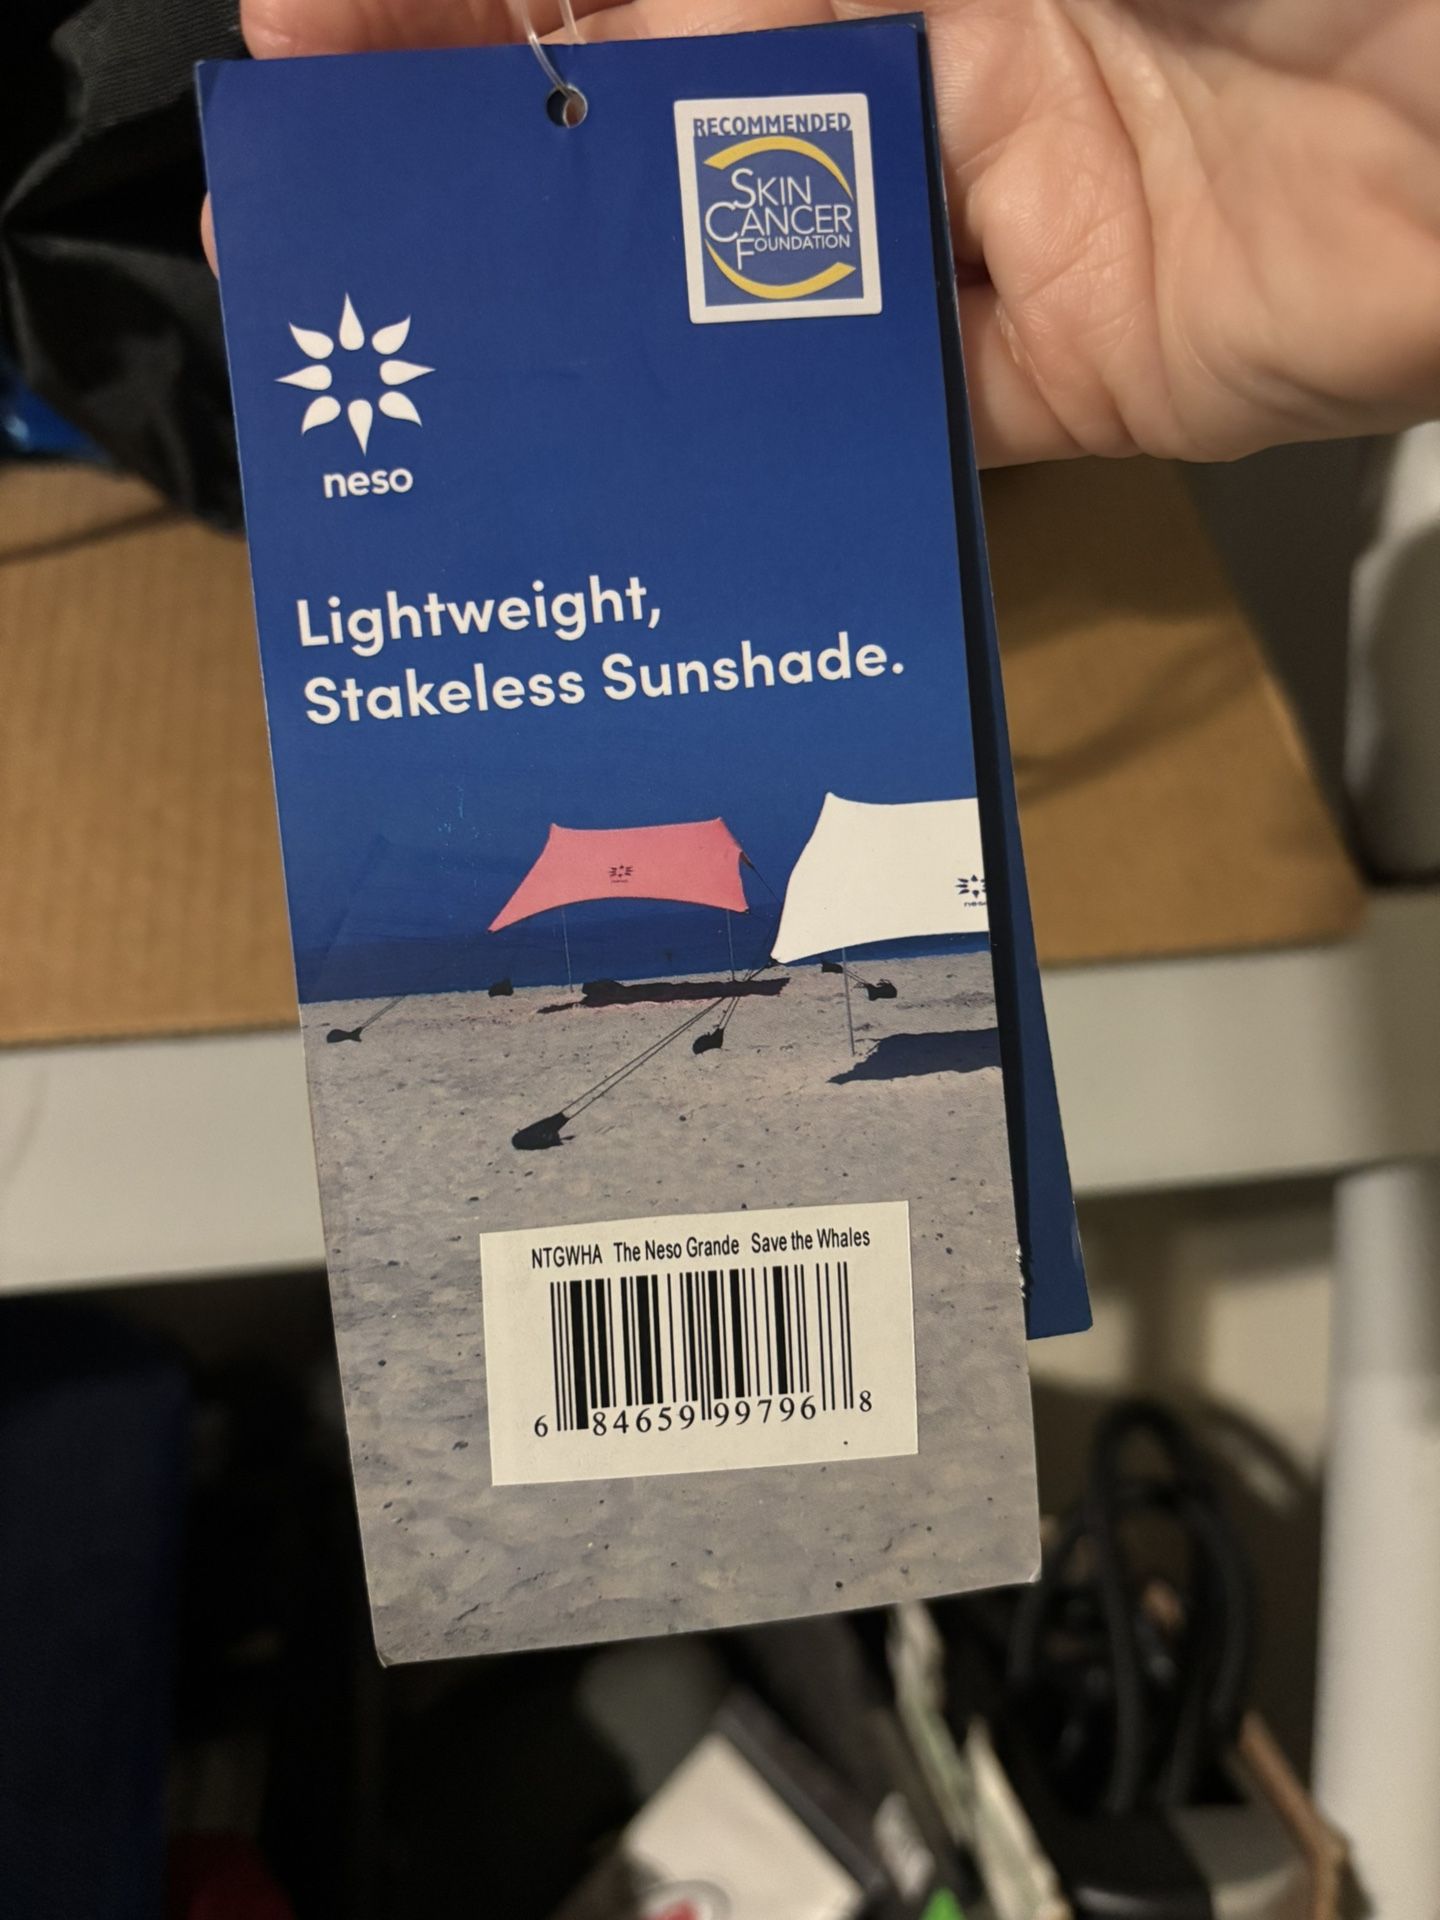 RECOMMENDED
SKIN
CANCER
FOUNDATION
neso
Lightweight,
Stakeless Sunshade.
NTGWHA The Neso Grande Save the Whales
6 84659 99796 8